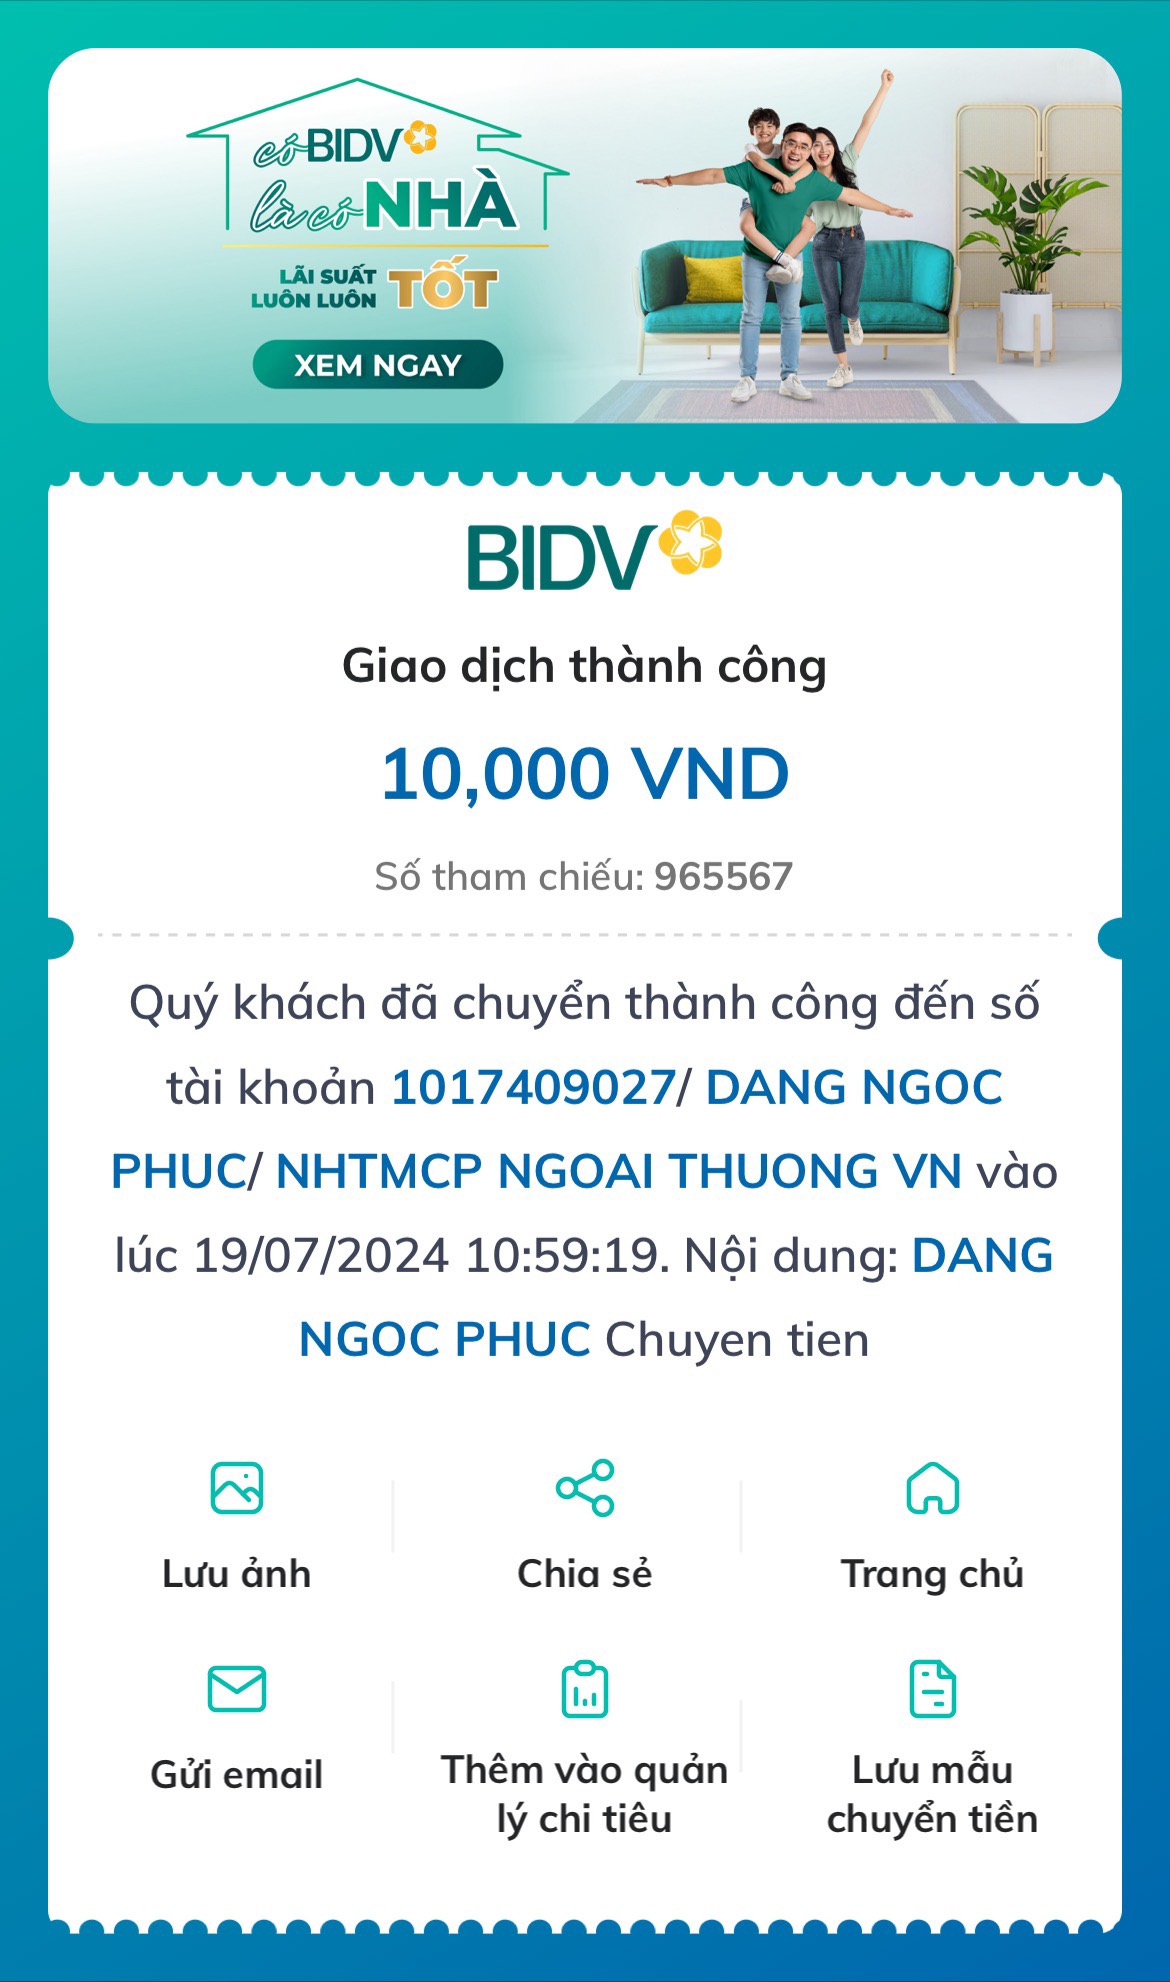 có BIDV
là có NHÀ
LÃI SUẤT
LUÔN LUÔN TỐT
XEM NGAY
BIDV
Giao dịch thành công
10,000 VND
Số tham chiếu: 965567
Quý khách đã chuyển thành công đến số
tài khoản 1017409027/ DANG NGOC
PHUC/ NHTMCP NGOAI THUONG VN vào
lúc 19/07/2024 10:59:19. Nội dung: DANG
NGOC PHUC Chuyen tien
Lưu ảnh
Chia sẻ
Trang chủ
Gửi email
Thêm vào quản
lý chi tiêu
Lưu mẫu
chuyển tiền